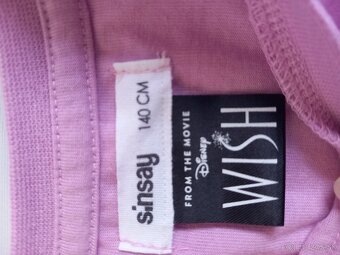 sinsay
140 CM
FROM THE MOVIE
Disney
WISH